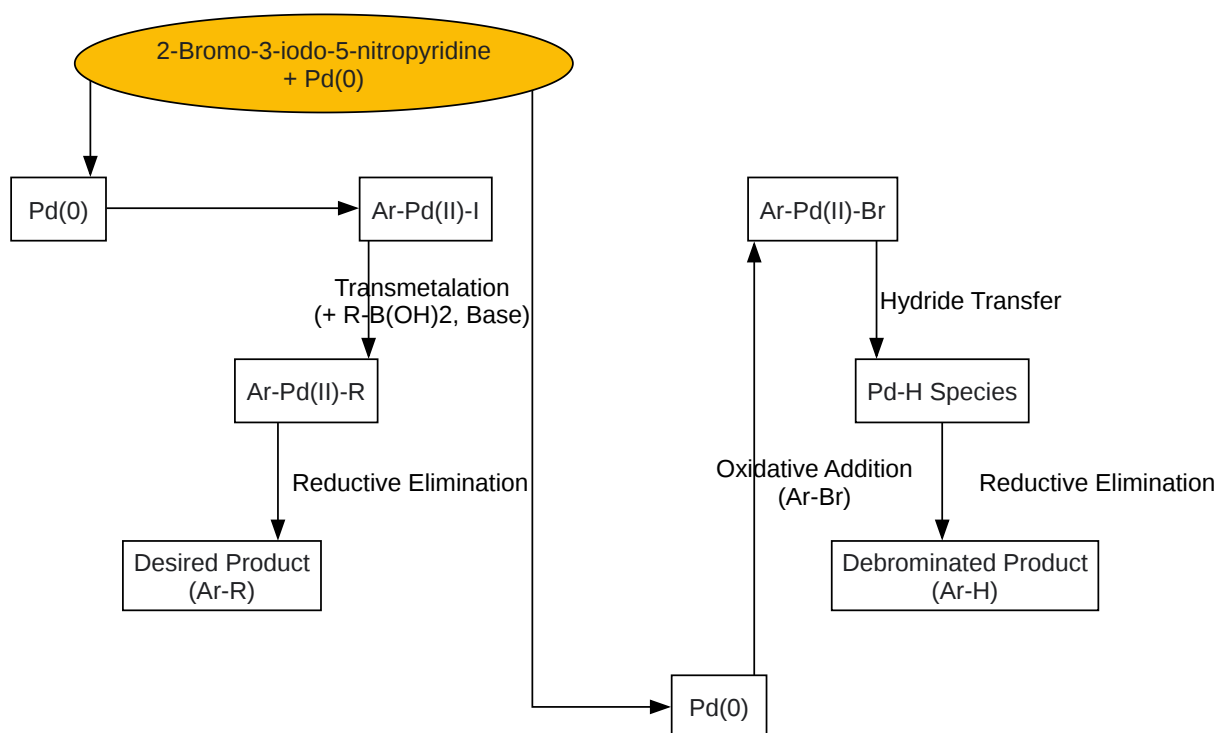 2-Bromo-3-iodo-5-nitropyridine
+ Pd(0)
Pd(0)
Ar-Pd(II)-I
Ar-Pd(II)-Br
Transmetalation
(+ R-B(OH)2, Base)
Hydride Transfer
Ar-Pd(II)-R
Pd-H Species
Reductive Elimination
Oxidative Addition
(Ar-Br)
Reductive Elimination
Desired Product
(Ar-R)
Debrominated Product
(Ar-H)
Pd(0)